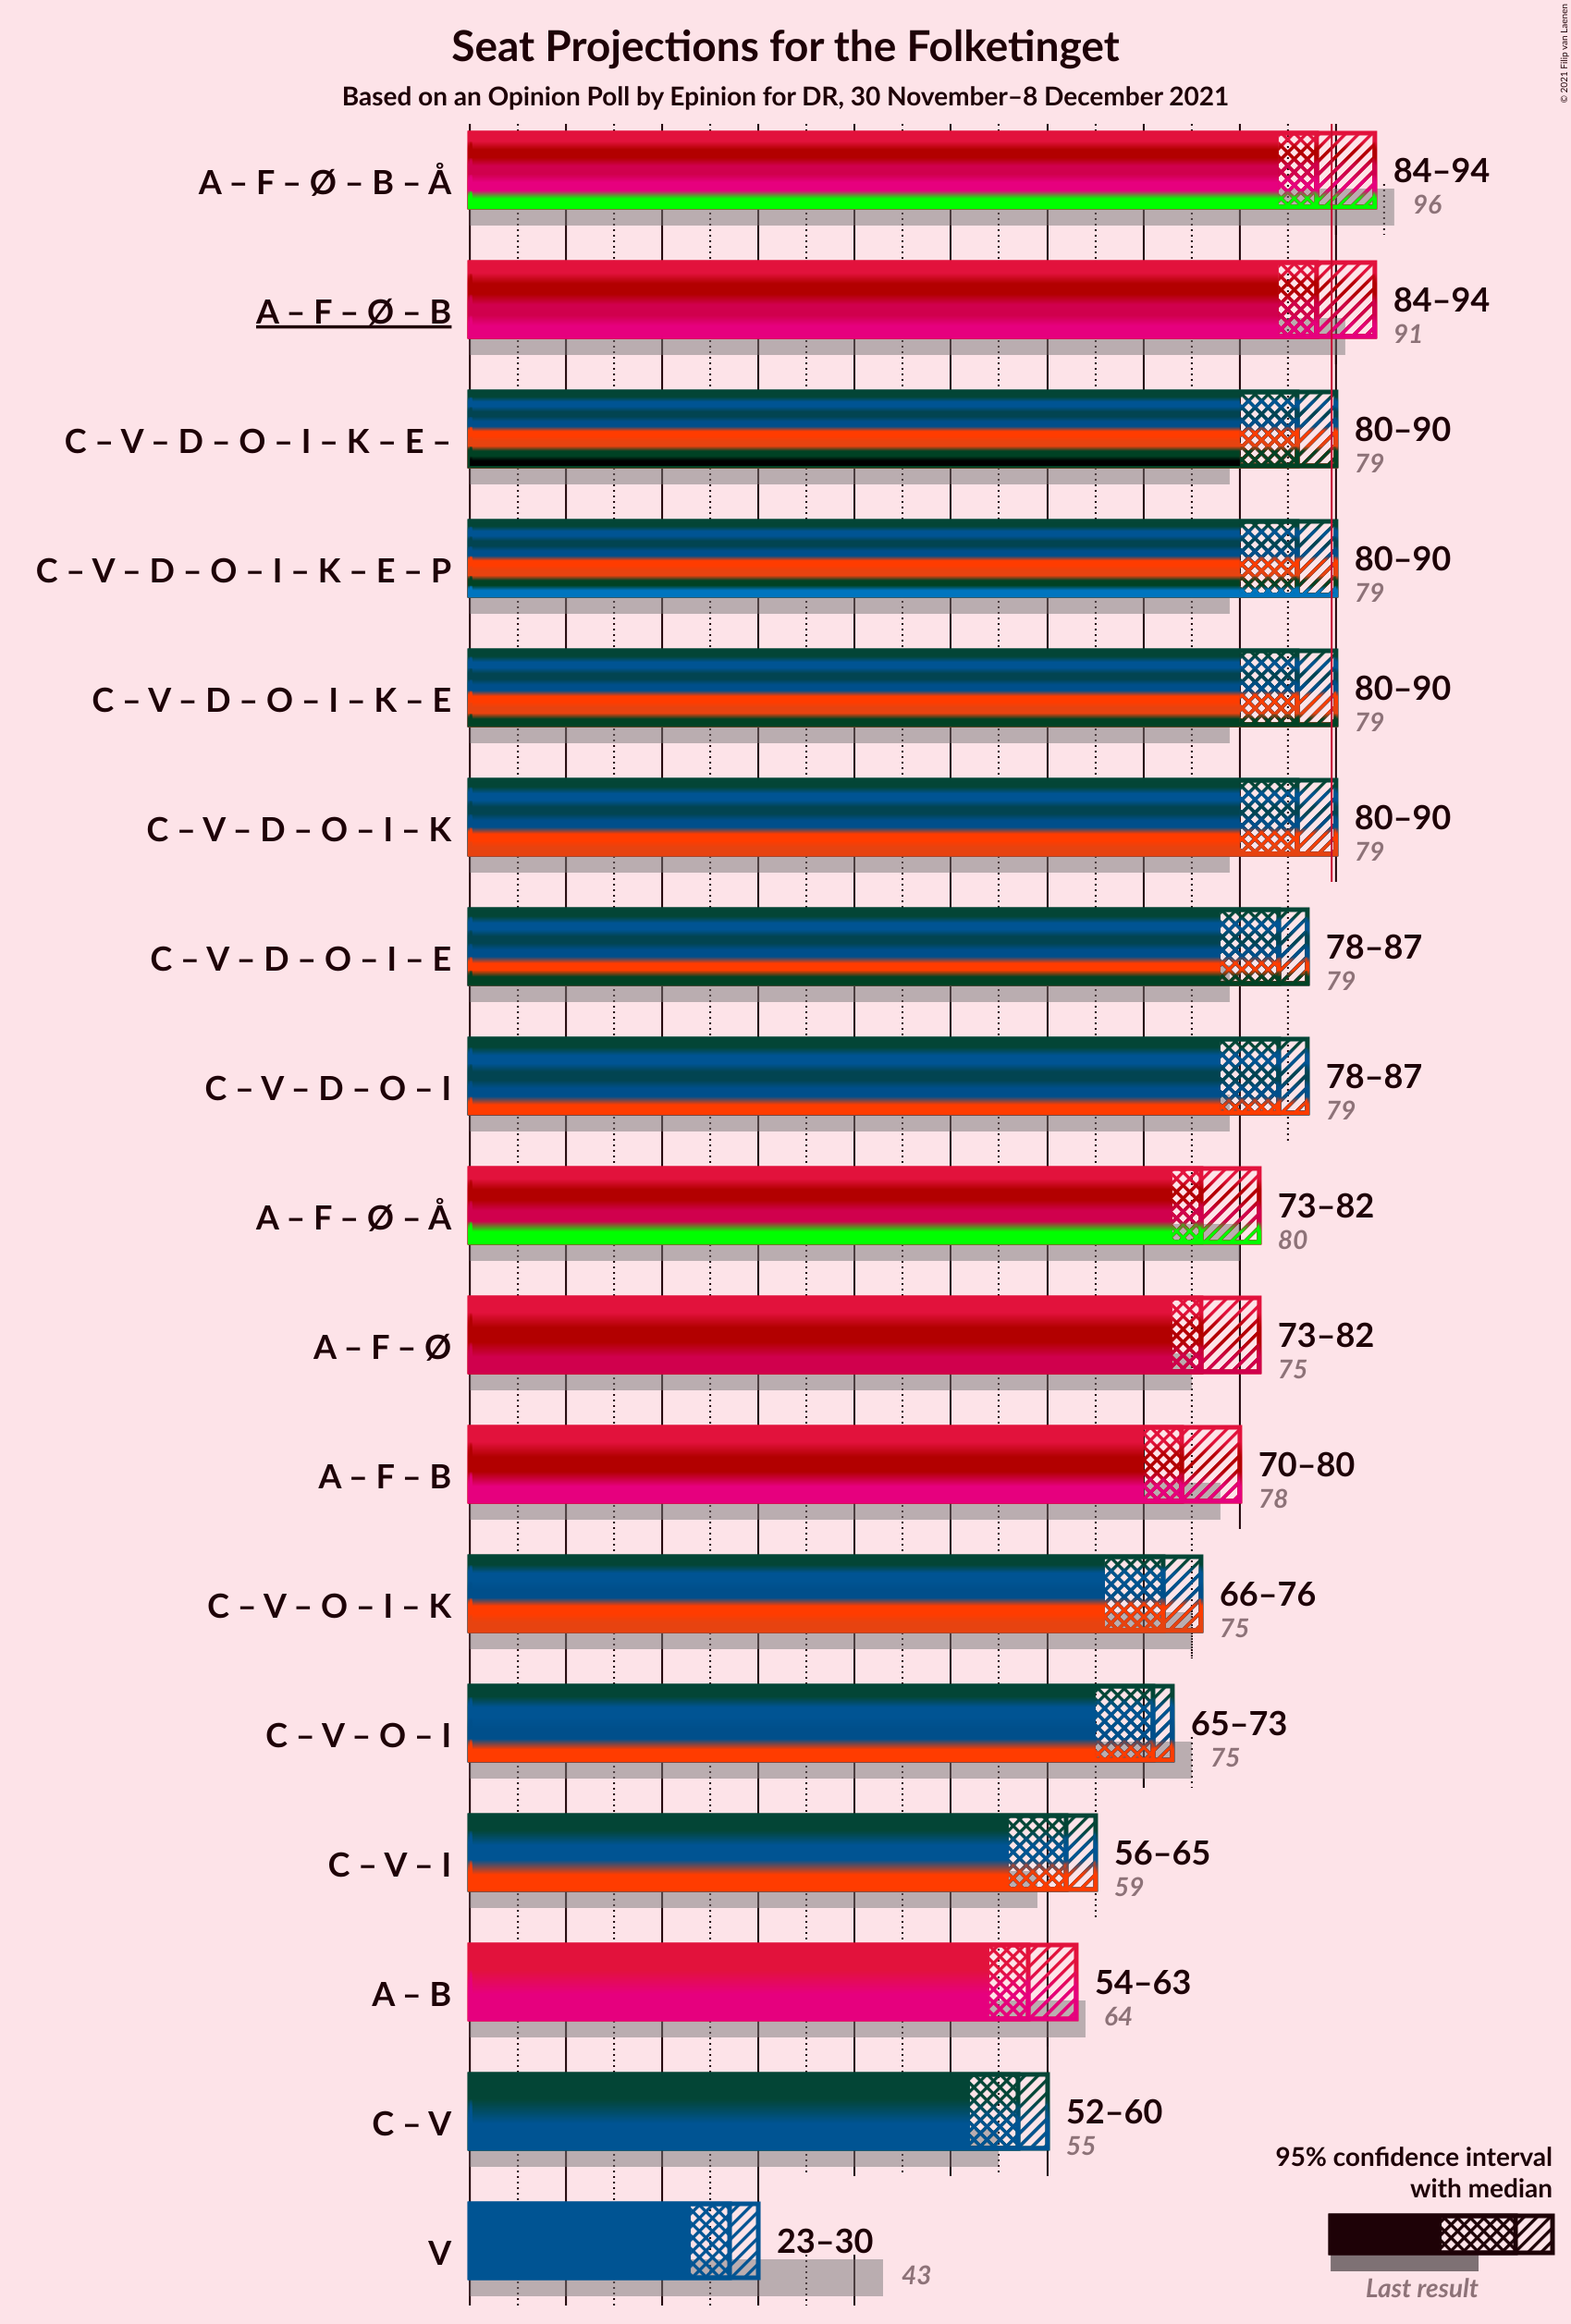 Seat Projections for the Folketinget
Based on an Opinion Poll by Epinion for DR, 30 November–8 December 2021
© 2021 Filip van Laenen
A – F – Ø – B – Å
84–94
96
A – F – Ø – B
84–94
91
C – V – D – O – I – K – E –
80–90
79
C – V – D – O – I – K – E – P
80–90
79
C – V – D – O – I – K – E
80–90
79
C – V – D – O – I – K
80–90
79
C – V – D – O – I – E
78–87
79
C – V – D – O – I
78–87
79
A – F – Ø – Å
73–82
80
A – F – Ø
73–82
75
A – F – B
70–80
78
C – V – O – I – K
66–76
75
C – V – O – I
65–73
75
C – V – I
56–65
59
A – B
54–63
64
C – V
52–60
55
V
23–30
43
95% confidence interval
with median
Last result